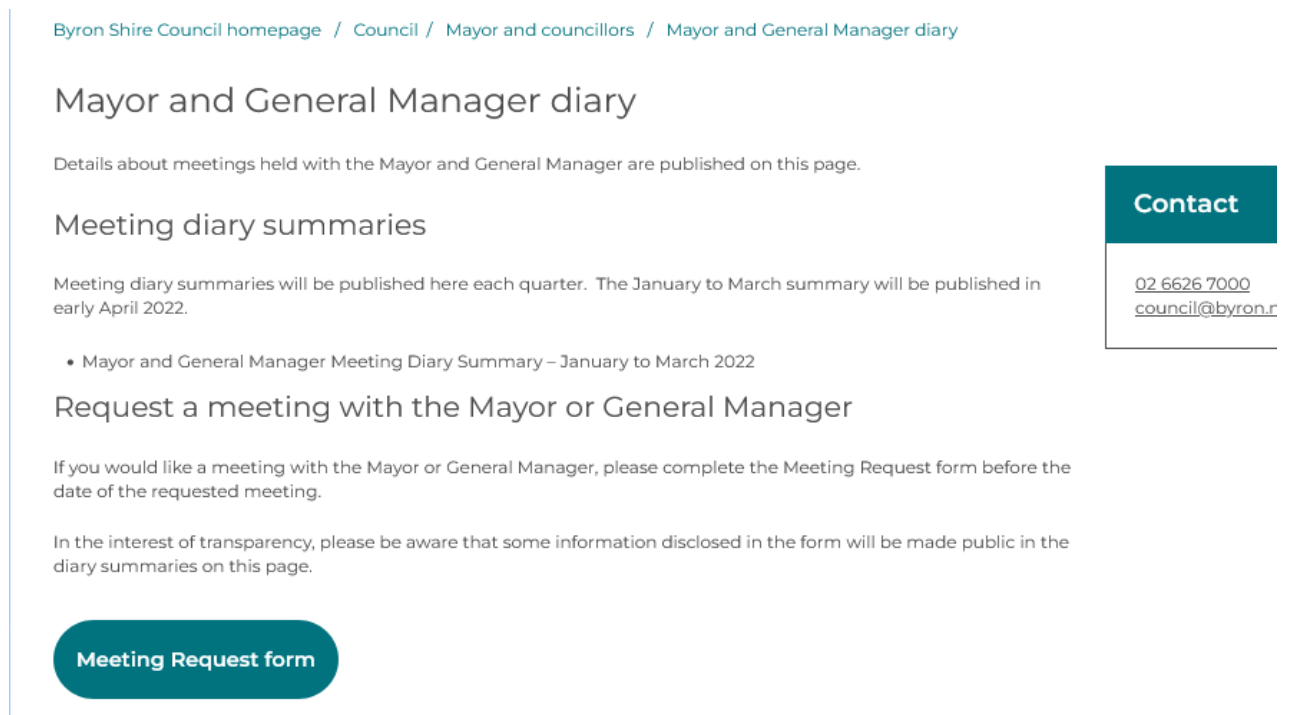 Byron Shire Council homepage / Council / Mayor and councillors / Mayor and General Manager diary
Mayor and General Manager diary
Details about meetings held with the Mayor and General Manager are published on this page.
Meeting diary summaries
Meeting diary summaries will be published here each quarter. The January to March summary will be published in
early April 2022.
• Mayor and General Manager Meeting Diary Summary – January to March 2022
Request a meeting with the Mayor or General Manager
If you would like a meeting with the Mayor or General Manager, please complete the Meeting Request form before the
date of the requested meeting.
In the interest of transparency, please be aware that some information disclosed in the form will be made public in the
diary summaries on this page.
Meeting Request form
Contact
02 6626 7000
council@byron.n